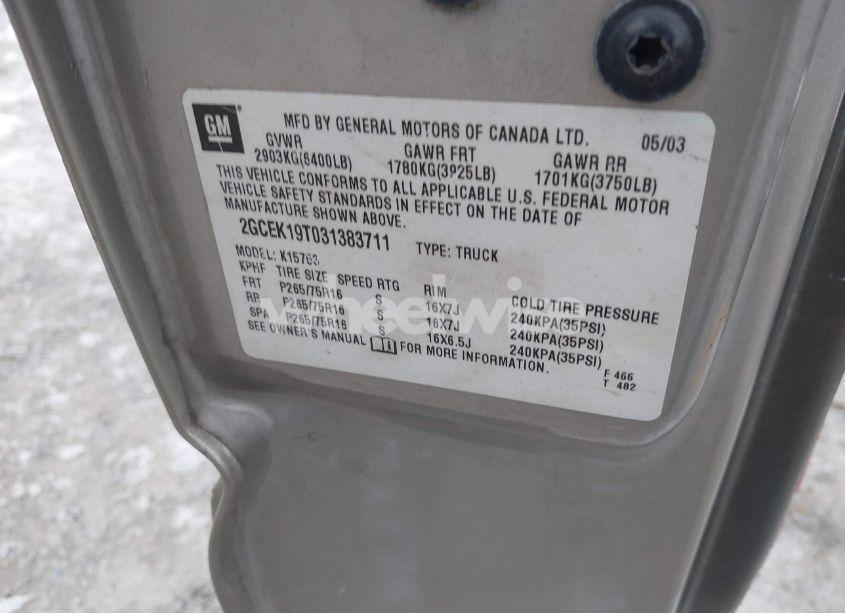 GM
MFD BY GENERAL MOTORS OF CANADA LTD. 05/03
GVWR GAWR FRT GAWR RR
2903KG(6400LB) 1780KG(3925LB) 1701KG(3750LB)
THIS VEHICLE CONFORMS TO ALL APPLICABLE U.S. FEDERAL MOTOR
VEHICLE SAFETY STANDARDS IN EFFECT ON THE DATE OF
MANUFACTURE SHOWN ABOVE.
2GCEK19T031383711 TYPE: TRUCK
MODEL: K15703
KPHF TIRE SIZE SPEED RTG RIM COLD TIRE PRESSURE
FRT P265/75R16 S 16X7J 240KPA(35PSI)
RR P265/75R16 S 16X7J 240KPA(35PSI)
SPA P265/75R16 S 16X6.5J 240KPA(35PSI)
SEE OWNER'S MANUAL FOR MORE INFORMATION.
F 466
T 482